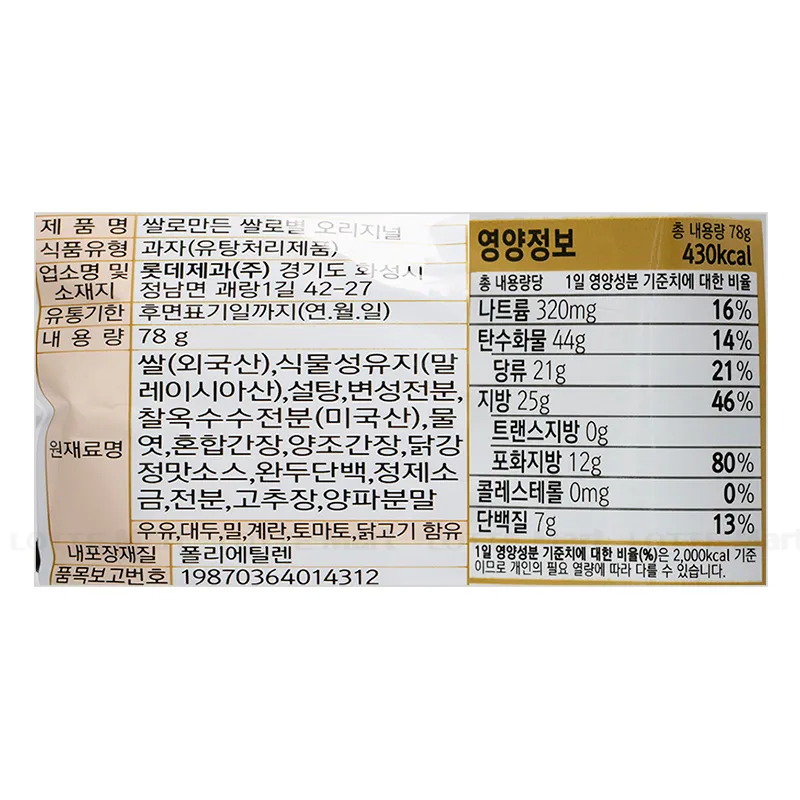 제 품 명 쌀로만든 쌀로별 오리지널
식품유형 과자(유탕처리제품)
업소명 및 소재지 롯데제과(주) 경기도 화성시
정남면 괘랑1길 42-27
유통기한 후면표기일까지(연.월.일)
내 용 량 78 g
원재료명 쌀(외국산),식물성유지(말
레이시아산),설탕,변성전분,
찰옥수수전분(미국산),물
엿,혼합간장,양조간장,닭강
정맛소스,완두단백,정제소
금,전분,고추장,양파분말
우유,대두,밀,계란,토마토,닭고기 함유
내포장재질 폴리에틸렌
품목보고번호 19870364014312
영양정보 총 내용량 78g
430kcal
총 내용량당 1일 영양성분 기준치에 대한 비율
나트륨 320mg 16%
탄수화물 44g 14%
당류 21g 21%
지방 25g 46%
트랜스지방 0g
포화지방 12g 80%
콜레스테롤 0mg 0%
단백질 7g 13%
1일 영양성분 기준치에 대한 비율(%)은 2,000kcal 기준
이므로 개인의 필요 열량에 따라 다를 수 있습니다.